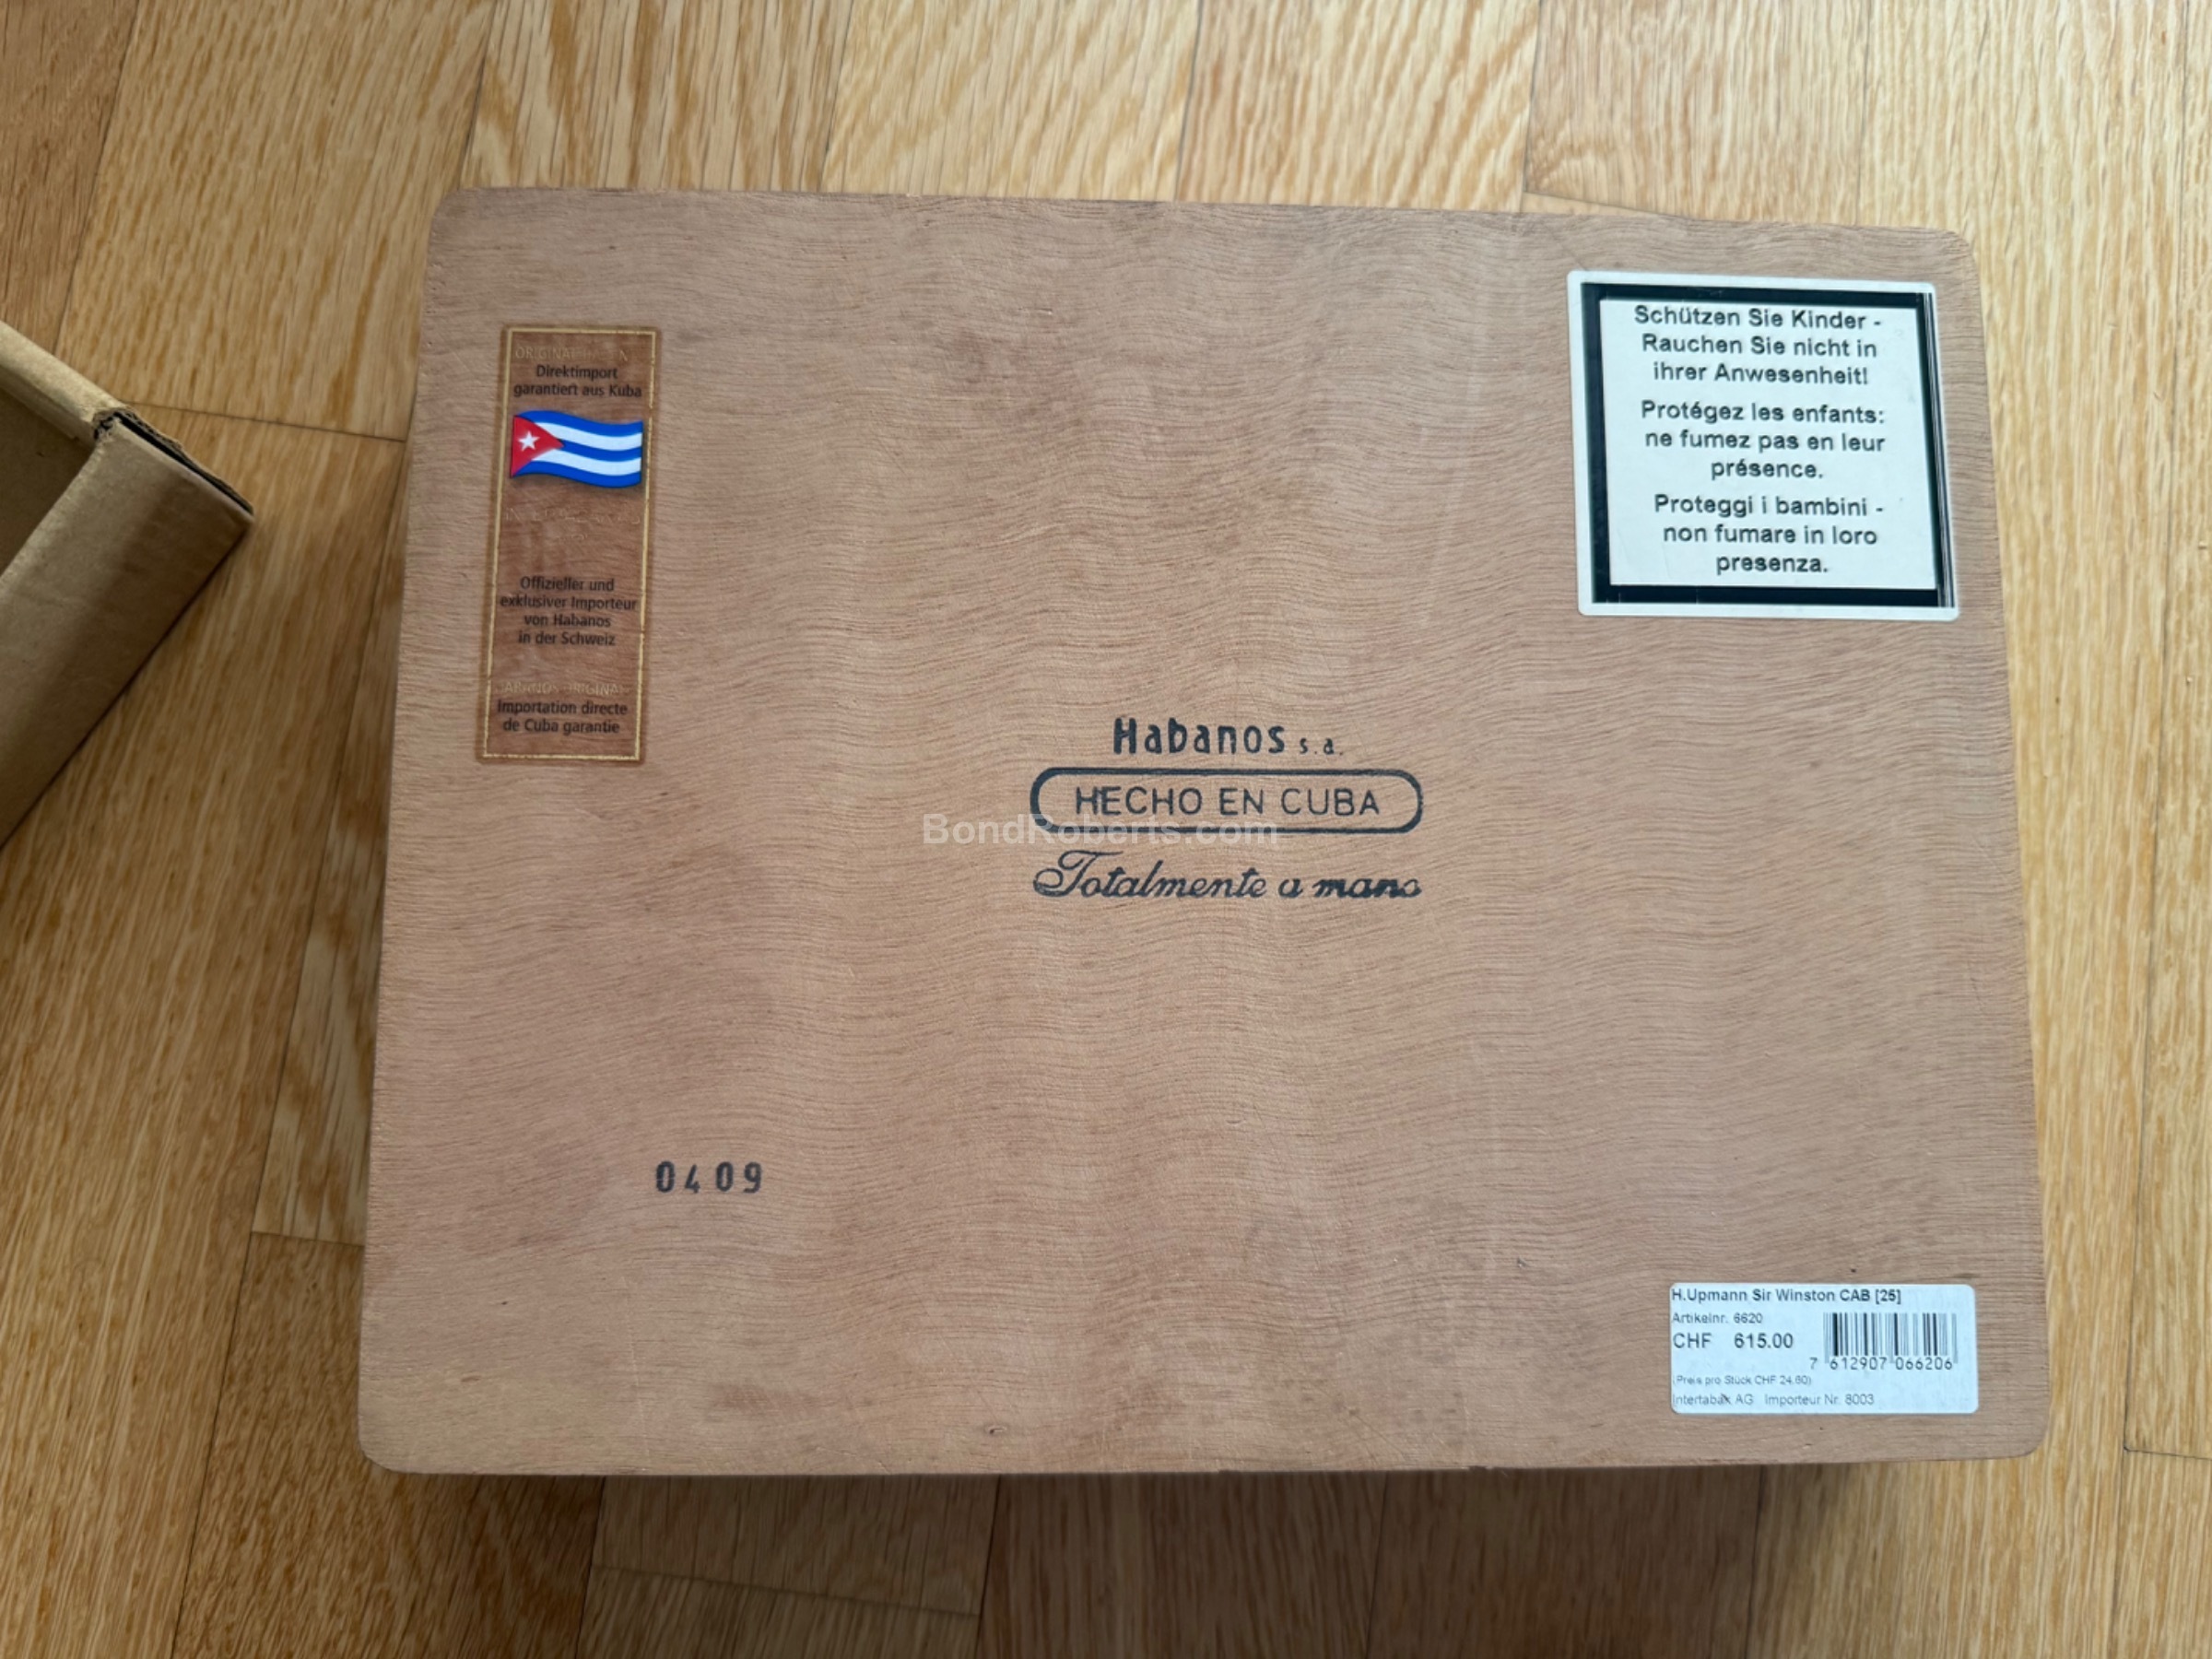 Direktimport
garantiert aus Kuba
Offizieller und
exklusiver Importeur
von Habanos
in der Schweiz
HABANOS ORIGINAL
Importation directe
de Cuba garantie
Schützen Sie Kinder -
Rauchen Sie nicht in
ihrer Anwesenheit!
Protégez les enfants:
ne fumez pas en leur
présence.
Proteggi i bambini -
non fumare in loro
presenza.
Habanos s.a.
HECHO EN CUBA
BondRoberts.com
Totalmente a mano
0409
H.Upmann Sir Winston CAB [25]
Artikelnr. 6620
CHF 615.00
7 612907 066206
(Preis pro Stück CHF 24.60)
Intertabak AG Importeur Nr. 8003